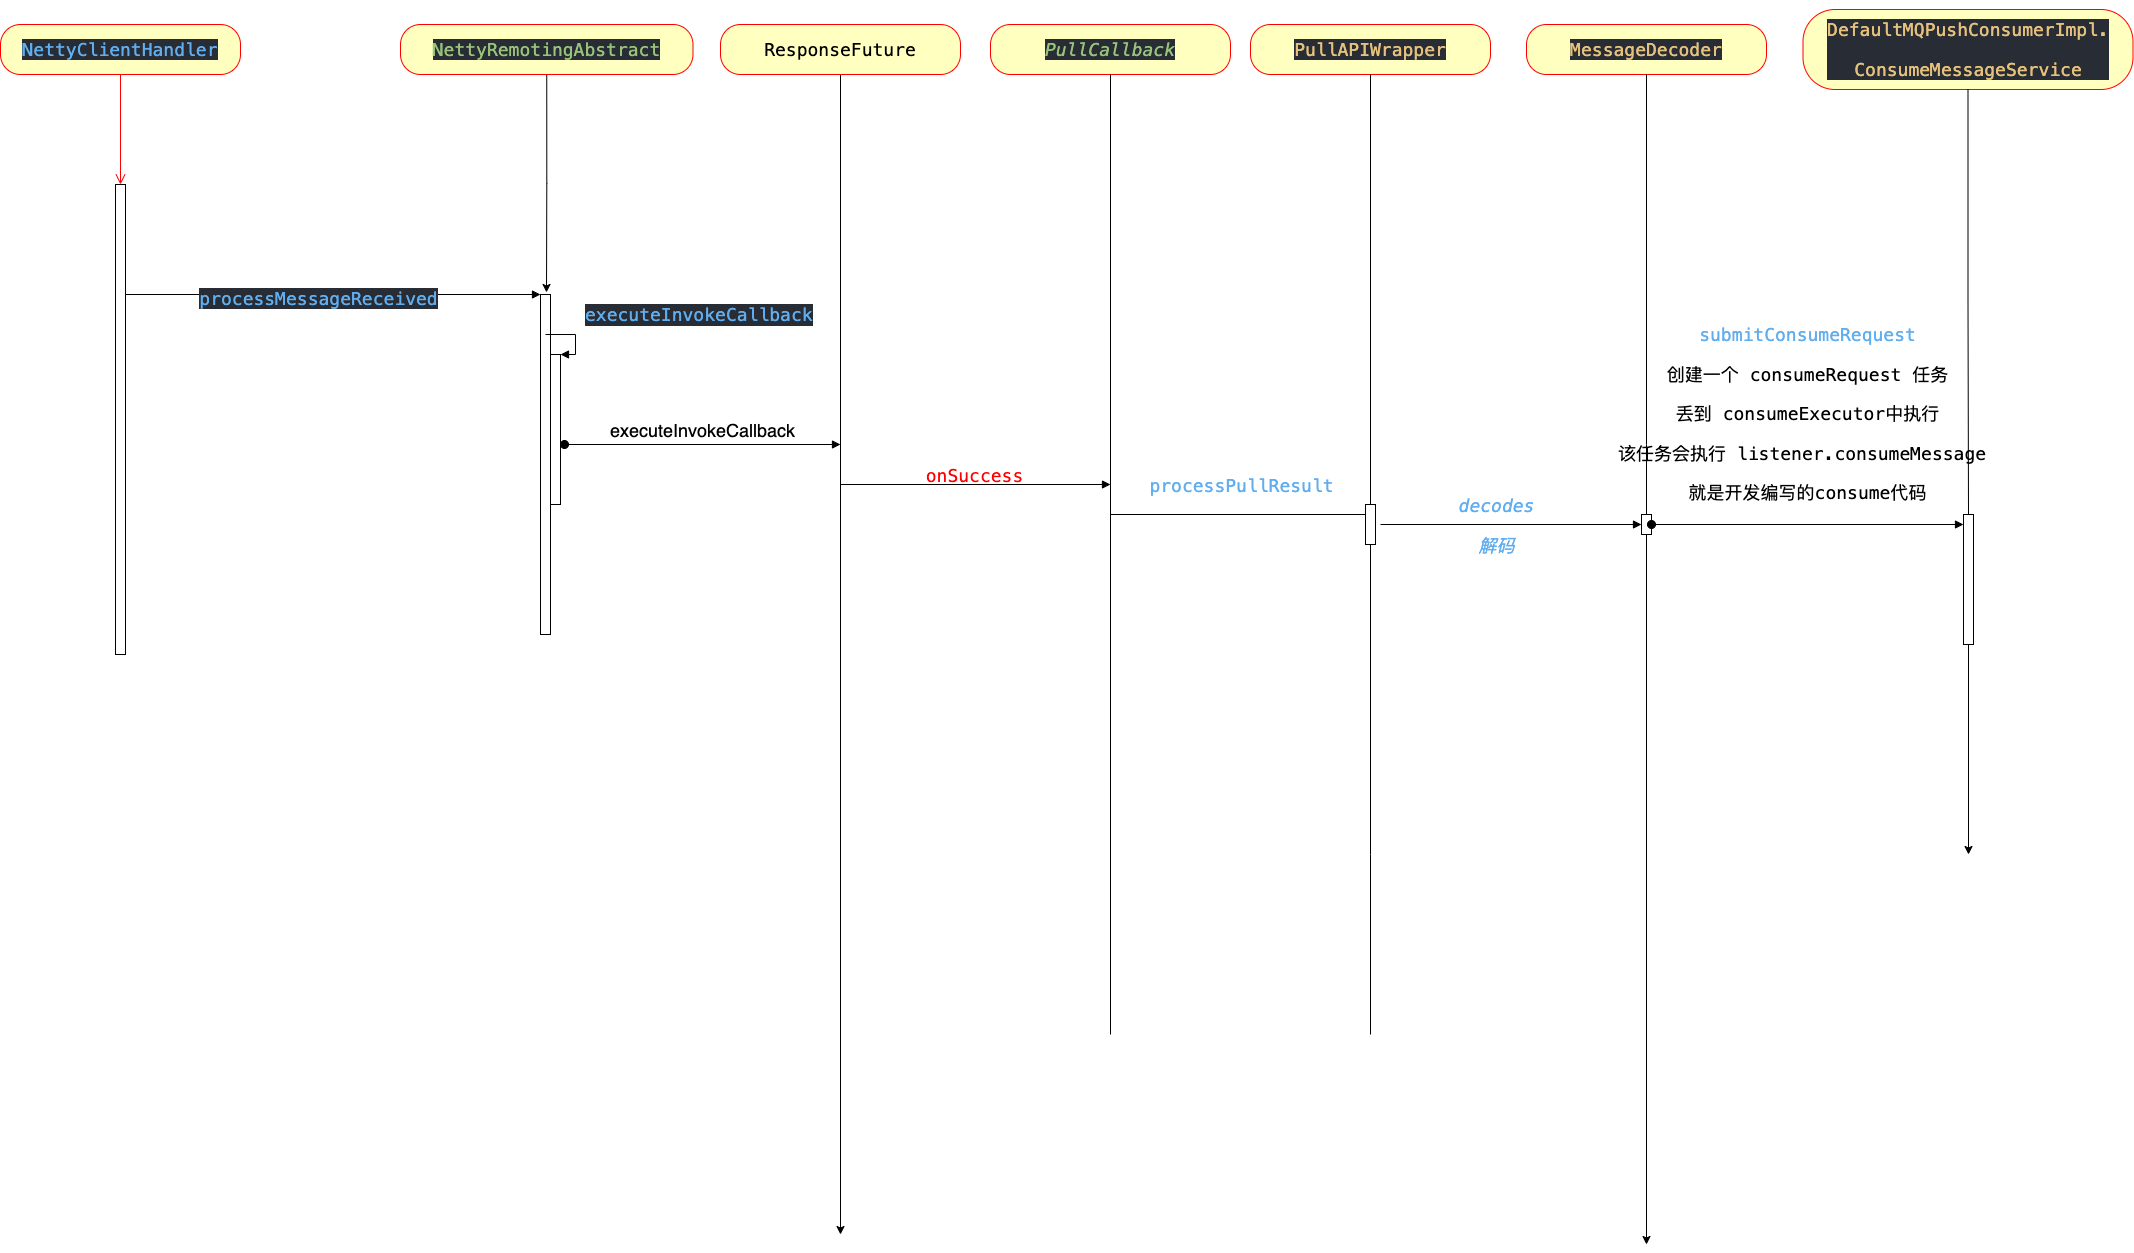 NettyClientHandler
NettyRemotingAbstract
ResponseFuture
PullCallback
PullAPIWrapper
MessageDecoder
DefaultMQPushConsumerImpl.
ConsumeMessageService
processMessageReceived
executeInvokeCallback
executeInvokeCallback
onSuccess
processPullResult
decodes
解码
submitConsumeRequest
创建一个 consumeRequest 任务
丢到 consumeExecutor中执行
该任务会执行 listener.consumeMessage
就是开发编写的consume代码